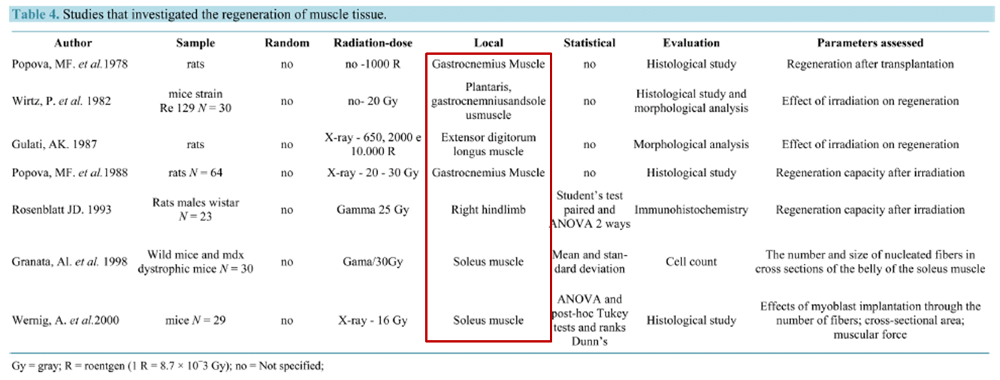 Table 4. Studies that investigated the regeneration of muscle tissue.
Author Sample Random Radiation-dose Local Statistical Evaluation Parameters assessed
Popova, MF. et al.1978 rats no no -1000 R Gastrocnemius Muscle no Histological study Regeneration after transplantation
Wirtz, P. et al. 1982 mice strain
Re 129 N = 30 no no- 20 Gy Plantaris,
gastrocnemniusandsole
usmuscle no Histological study and
morphological analysis Effect of irradiation on regeneration
Gulati, AK. 1987 rats no X-ray - 650, 2000 e
10.000 R Extensor digitorum
longus muscle no Morphological analysis Effect of irradiation on regeneration
Popova, MF. et al.1988 rats N = 64 no X-ray - 20 - 30 Gy Gastrocnemius Muscle no Histological study Regeneration capacity after irradiation
Rosenblatt JD. 1993 Rats males wistar
N = 23 no Gamma 25 Gy Right hindlimb Student's test
paired and
ANOVA 2 ways Immunohistochemistry Regeneration capacity after irradiation
Granata, Al. et al. 1998 Wild mice and mdx
dystrophic mice N = 30 no Gama/30Gy Soleus muscle Mean and stan-
dard deviation Cell count The number and size of nucleated fibers in
cross sections of the belly of the soleus muscle
Wernig, A. et al.2000 mice N = 29 no X-ray - 16 Gy Soleus muscle ANOVA and
post-hoc Tukey
tests and ranks
Dunn's Histological study Effects of myoblast implantation through the
number of fibers; cross-sectional area;
muscular force
Gy = gray; R = roentgen (1 R = 8.7 × 10⁻3 Gy); no = Not specified;